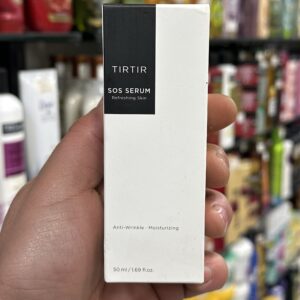 TIRTIR
SOS SERUM
Refreshing Skin
Anti-Wrinkle · Moisturizing
50 ml / 1.69 fl.oz.